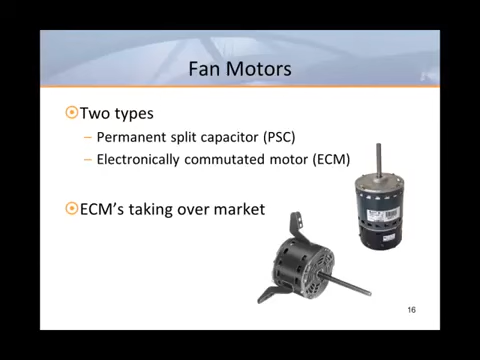 Fan Motors
Two types
– Permanent split capacitor (PSC)
– Electronically commutated motor (ECM)
ECM's taking over market
16